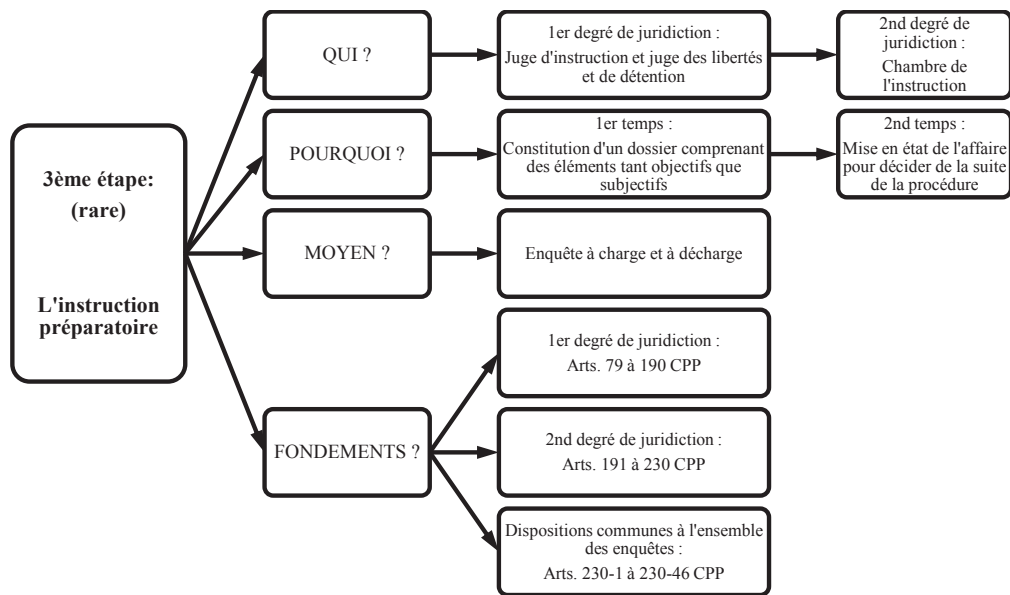 3ème étape:
(rare)
L'instruction
préparatoire
QUI ?
1er degré de juridiction :
Juge d'instruction et juge des libertés
et de détention
2nd degré de
juridiction :
Chambre de
l'instruction
POURQUOI ?
1er temps :
Constitution d'un dossier comprenant
des éléments tant objectifs que
subjectifs
2nd temps :
Mise en état de l'affaire
pour décider de la suite
de la procédure
MOYEN ?
Enquête à charge et à décharge
FONDEMENTS ?
1er degré de juridiction :
Arts. 79 à 190 CPP
2nd degré de juridiction :
Arts. 191 à 230 CPP
Dispositions communes à l'ensemble
des enquêtes :
Arts. 230-1 à 230-46 CPP